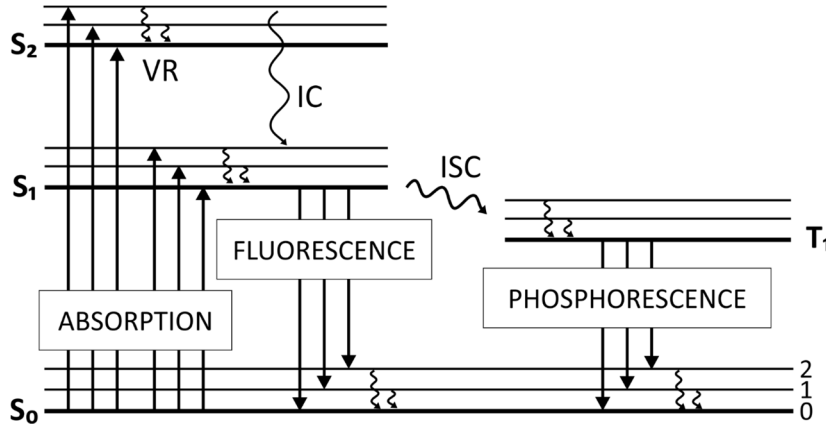 S₂
VR
IC
S₁
ISC
FLUORESCENCE
T₁
ABSORPTION
PHOSPHORESCENCE
2
1
S₀
0